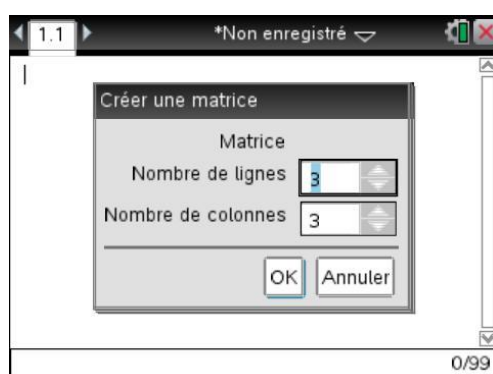 1.1 *Non enregistré
Créer une matrice
Matrice
Nombre de lignes 3
Nombre de colonnes 3
OK Annuler
0/99